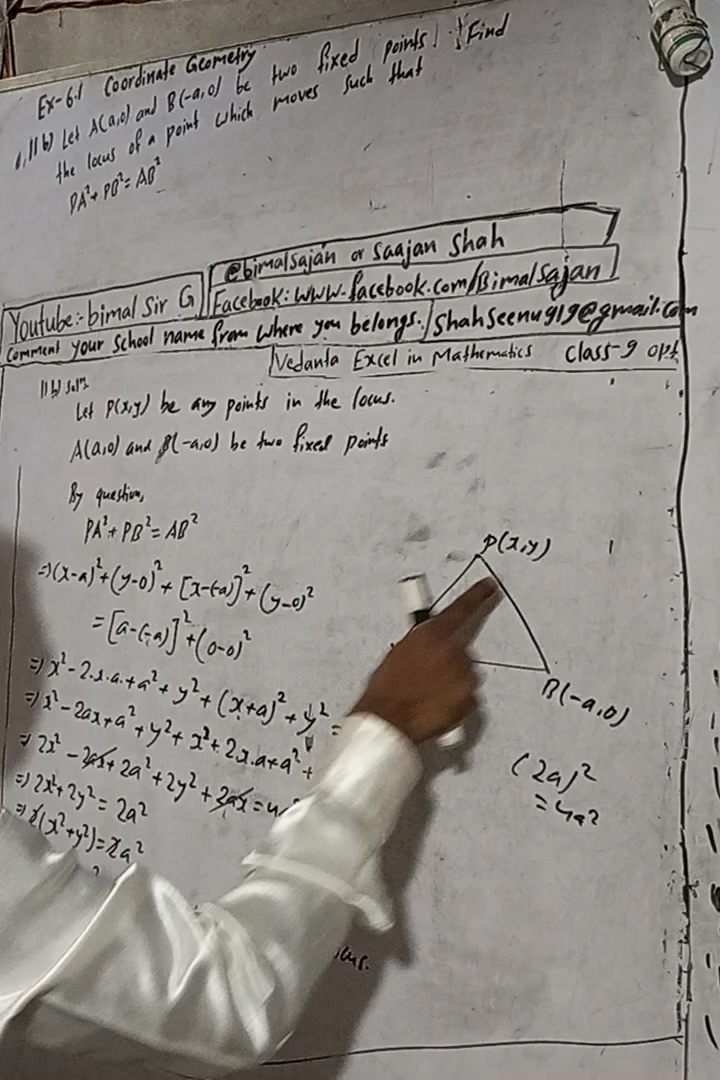 Ex-6.1 Coordinate Geometry
11 b) Let A(a,0) and B(-a,0) be two fixed points. Find
the locus of a point which moves such that
PA²+PB²=AB²
@bimalsajan or Saajan Shah
Youtube:- bimal Sir G
Facebook: www.facebook.com/Bimalsajan
Comment your school name from where you belongs.
shahseenu919@gmail.com
Vedanta Excel in Mathematics Class-9 opt
11 b) Solⁿ
Let P(x,y) be any points in the locus.
A(a,0) and B(-a,0) be two fixed points
By question,
PA²+PB²=AB²
⇒(x-a)²+(y-0)²+[x-(-a)]²+(y-0)²
=[a-(-a)]²+(0-0)²
⇒x²-2.x.a+a²+y²+(x+a)²+y²=
⇒x²-2ax+a²+y²+x²+2x.a+a²+
⇒2x²-2ax+2a²+2y²+2ax=4
⇒2x²+2y²=2a²
⇒2(x²+y²)=2a²
P(x,y)
B(-a,0)
(2a)²
=4a²